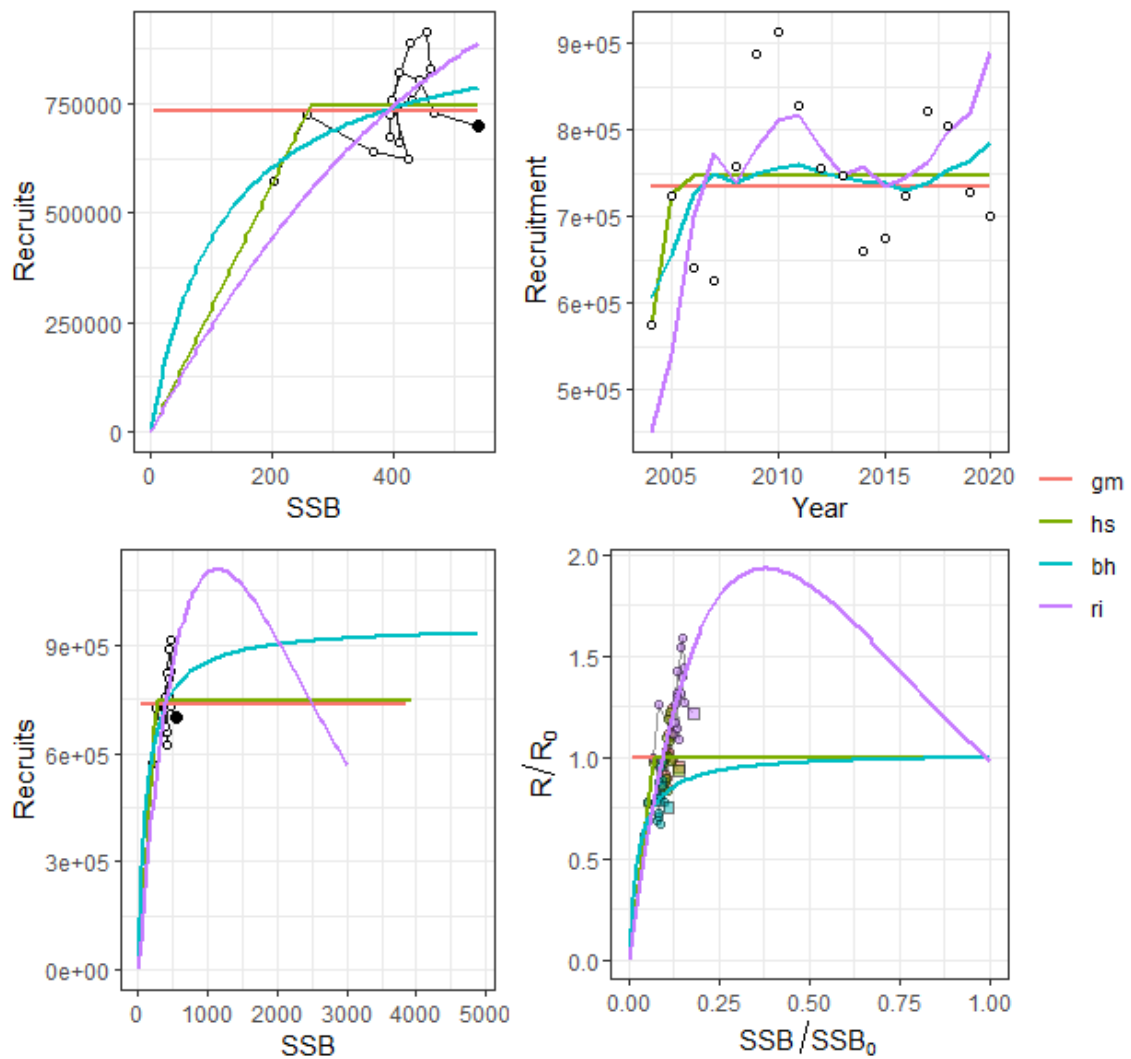 750000
500000
250000
0
Recruits
0 200 400
SSB
9e+05
8e+05
7e+05
6e+05
5e+05
Recruitment
2005 2010 2015 2020
Year
9e+05
6e+05
3e+05
0e+00
Recruits
0 1000 2000 3000 4000 5000
SSB
2.0
1.5
1.0
0.5
0.0
R/R₀
0.00 0.25 0.50 0.75 1.00
SSB/SSB₀
gm
hs
bh
ri